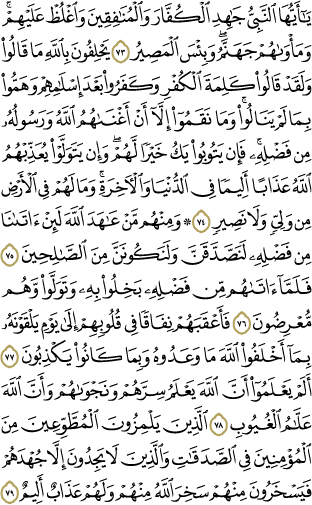 يَٰٓأَيُّهَا ٱلنَّبِيُّ جَٰهِدِ ٱلۡكُفَّارَ وَٱلۡمُنَٰفِقِينَ وَٱغۡلُظۡ عَلَيۡهِمۡۚ
وَمَأۡوَىٰهُمۡ جَهَنَّمُۖ وَبِئۡسَ ٱلۡمَصِيرُ ٧٣ يَحۡلِفُونَ بِٱللَّهِ مَا قَالُواْ
وَلَقَدۡ قَالُواْ كَلِمَةَ ٱلۡكُفۡرِ وَكَفَرُواْ بَعۡدَ إِسۡلَٰمِهِمۡ وَهَمُّواْ
بِمَا لَمۡ يَنَالُواْۚ وَمَا نَقَمُوٓاْ إِلَّآ أَنۡ أَغۡنَىٰهُمُ ٱللَّهُ وَرَسُولُهُۥ
مِن فَضۡلِهِۦۚ فَإِن يَتُوبُواْ يَكُ خَيۡرٗا لَّهُمۡۖ وَإِن يَتَوَلَّوۡاْ يُعَذِّبۡهُمُ
ٱللَّهُ عَذَابًا أَلِيمٗا فِي ٱلدُّنۡيَا وَٱلۡأٓخِرَةِۚ وَمَا لَهُمۡ فِي ٱلۡأَرۡضِ
مِن وَلِيّٖ وَلَا نَصِيرٖ ٧٤ ۞ وَمِنۡهُم مَّنۡ عَٰهَدَ ٱللَّهَ لَئِنۡ ءَاتَىٰنَا
مِن فَضۡلِهِۦ لَنَصَّدَّقَنَّ وَلَنَكُونَنَّ مِنَ ٱلصَّٰلِحِينَ ٧٥
فَلَمَّآ ءَاتَىٰهُم مِّن فَضۡلِهِۦ بَخِلُواْ بِهِۦ وَتَوَلَّواْ وَّهُم
مُّعۡرِضُونَ ٧٦ فَأَعۡقَبَهُمۡ نِفَاقٗا فِي قُلُوبِهِمۡ إِلَىٰ يَوۡمِ يَلۡقَوۡنَهُۥ
بِمَآ أَخۡلَفُواْ ٱللَّهَ مَا وَعَدُوهُ وَبِمَا كَانُواْ يَكۡذِبُونَ ٧٧
أَلَمۡ يَعۡلَمُوٓاْ أَنَّ ٱللَّهَ يَعۡلَمُ سِرَّهُمۡ وَنَجۡوَىٰهُمۡ وَأَنَّ ٱللَّهَ
عَلَّٰمُ ٱلۡغُيُوبِ ٧٨ ٱلَّذِينَ يَلۡمِزُونَ ٱلۡمُطَّوِّعِينَ مِنَ
ٱلۡمُؤۡمِنِينَ فِي ٱلصَّدَقَٰتِ وَٱلَّذِينَ لَا يَجِدُونَ إِلَّا جُهۡدَهُمۡ
فَيَسۡخَرُونَ مِنۡهُمۡ سَخِرَ ٱللَّهُ مِنۡهُمۡ وَلَهُمۡ عَذَابٌ أَلِيمٌ ٧٩